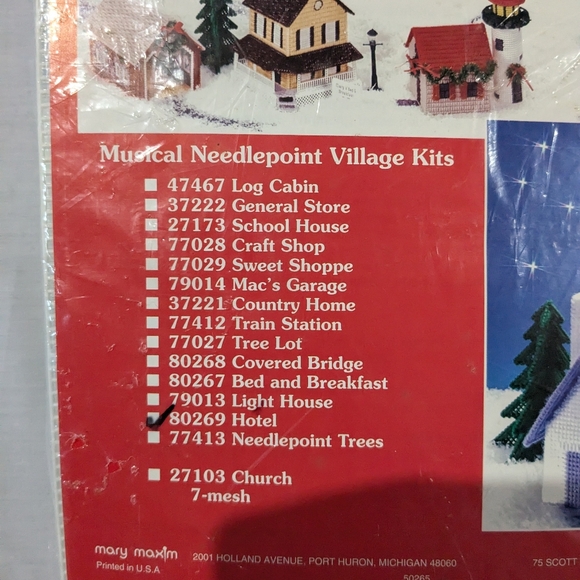 Musical Needlepoint Village Kits
47467 Log Cabin
37222 General Store
27173 School House
77028 Craft Shop
77029 Sweet Shoppe
79014 Mac's Garage
37221 Country Home
77412 Train Station
77027 Tree Lot
80268 Covered Bridge
80267 Bed and Breakfast
79013 Light House
80269 Hotel
77413 Needlepoint Trees
27103 Church
7-mesh
mary maxim
2001 HOLLAND AVENUE, PORT HURON, MICHIGAN 48060
75 SCOTT
Printed in U.S.A
50265